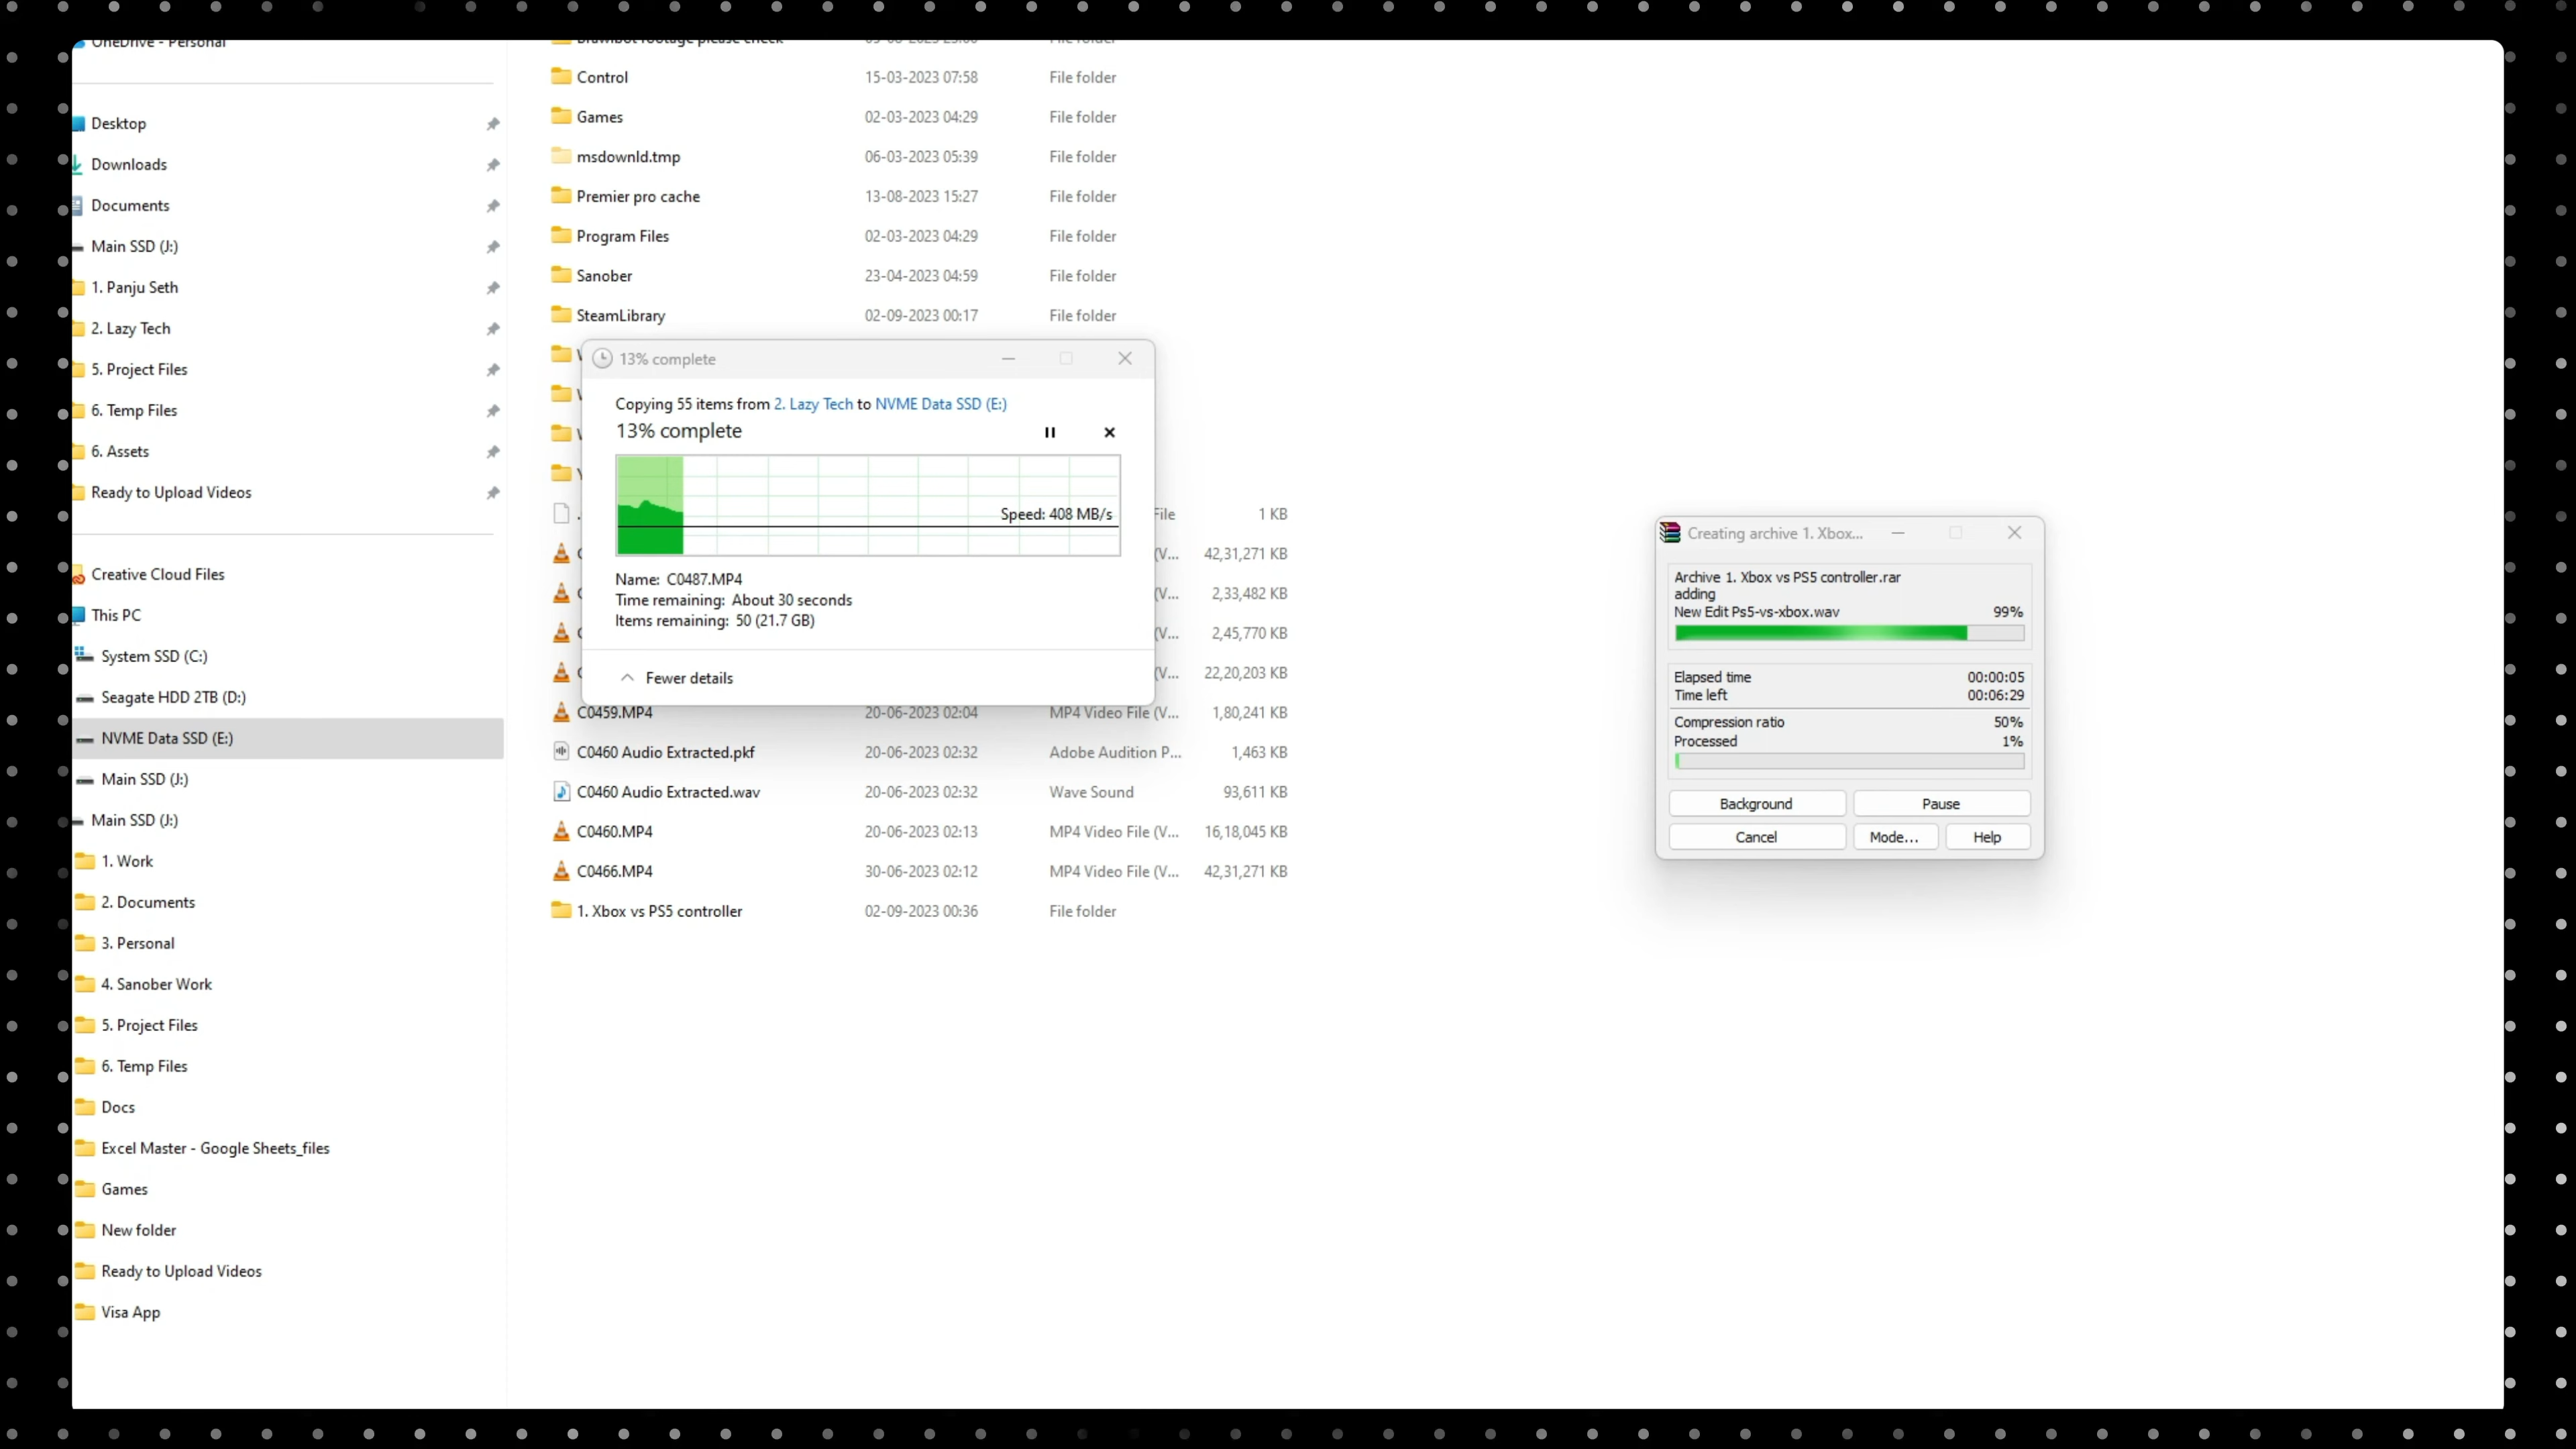 OneDrive - Personal
Desktop
Downloads
Documents
Main SSD (J:)
1. Panju Seth
2. Lazy Tech
5. Project Files
6. Temp Files
6. Assets
Ready to Upload Videos
Creative Cloud Files
This PC
System SSD (C:)
Seagate HDD 2TB (D:)
NVME Data SSD (E:)
Main SSD (J:)
Main SSD (J:)
1. Work
2. Documents
3. Personal
4. Sanober Work
5. Project Files
6. Temp Files
Docs
Excel Master - Google Sheets_files
Games
New folder
Ready to Upload Videos
Visa App
footage please check
Control 15-03-2023 07:58 File folder
Games 02-03-2023 04:29 File folder
msdownld.tmp 06-03-2023 05:39 File folder
Premier pro cache 13-08-2023 15:27 File folder
Program Files 02-03-2023 04:29 File folder
Sanober 23-04-2023 04:59 File folder
SteamLibrary 02-09-2023 00:17 File folder
File 1 KB
(V... 42,31,271 KB
(V... 2,33,482 KB
(V... 2,45,770 KB
(V... 22,20,203 KB
C0459.MP4 20-06-2023 02:04 MP4 Video File (V... 1,80,241 KB
C0460 Audio Extracted.pkf 20-06-2023 02:32 Adobe Audition P... 1,463 KB
C0460 Audio Extracted.wav 20-06-2023 02:32 Wave Sound 93,611 KB
C0460.MP4 20-06-2023 02:13 MP4 Video File (V... 16,18,045 KB
C0466.MP4 30-06-2023 02:12 MP4 Video File (V... 42,31,271 KB
1. Xbox vs PS5 controller 02-09-2023 00:36 File folder
13% complete
Copying 55 items from 2. Lazy Tech to NVME Data SSD (E:)
13% complete
Speed: 408 MB/s
Name: C0487.MP4
Time remaining: About 30 seconds
Items remaining: 50 (21.7 GB)
Fewer details
Creating archive 1. Xbox...
Archive 1. Xbox vs PS5 controller.rar
adding
New Edit Ps5-vs-xbox.wav 99%
Elapsed time 00:00:05
Time left 00:06:29
Compression ratio 50%
Processed 1%
Background Pause
Cancel Mode... Help